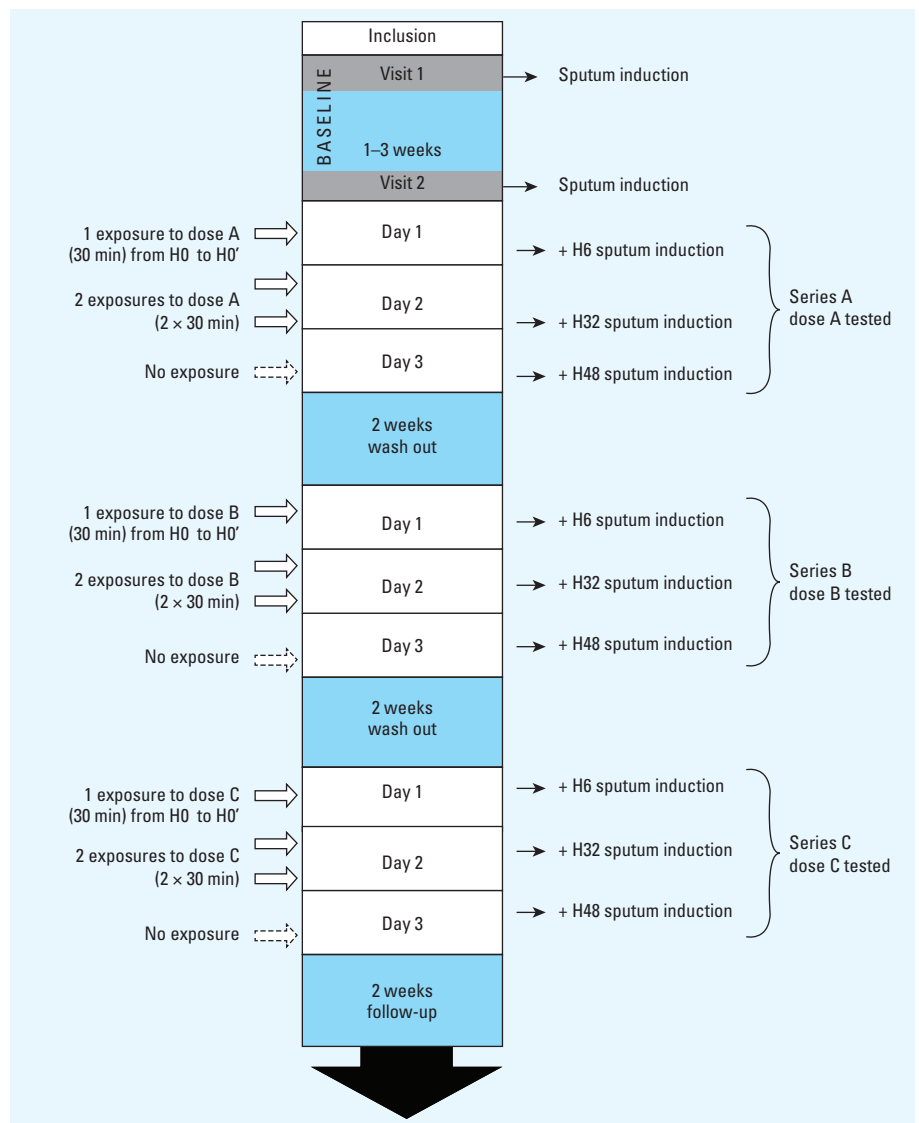 Inclusion
BASELINE
Visit 1
Sputum induction
1–3 weeks
Visit 2
Sputum induction
1 exposure to dose A
(30 min) from H0 to H0′
Day 1
+ H6 sputum induction
2 exposures to dose A
(2 × 30 min)
Day 2
+ H32 sputum induction
No exposure
Day 3
+ H48 sputum induction
Series A
dose A tested
2 weeks
wash out
1 exposure to dose B
(30 min) from H0 to H0′
Day 1
+ H6 sputum induction
2 exposures to dose B
(2 × 30 min)
Day 2
+ H32 sputum induction
No exposure
Day 3
+ H48 sputum induction
Series B
dose B tested
2 weeks
wash out
1 exposure to dose C
(30 min) from H0 to H0′
Day 1
+ H6 sputum induction
2 exposures to dose C
(2 × 30 min)
Day 2
+ H32 sputum induction
No exposure
Day 3
+ H48 sputum induction
Series C
dose C tested
2 weeks
follow-up